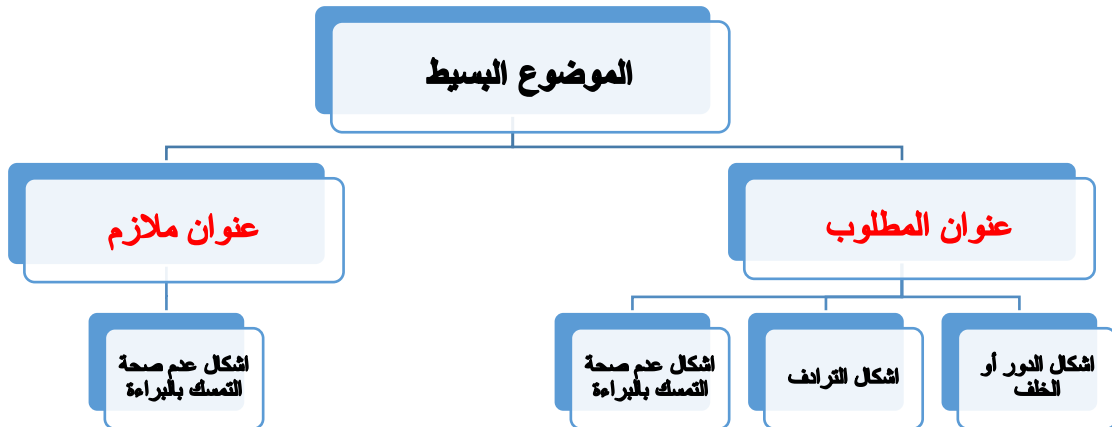 الموضوع البسيط
عنوان المطلوب
عنوان ملازم
اشكال الدور أو
الخلف
اشكال الترادف
اشكال عدم صحة
التمسك بالبراءة
اشكال عدم صحة
التمسك بالبراءة